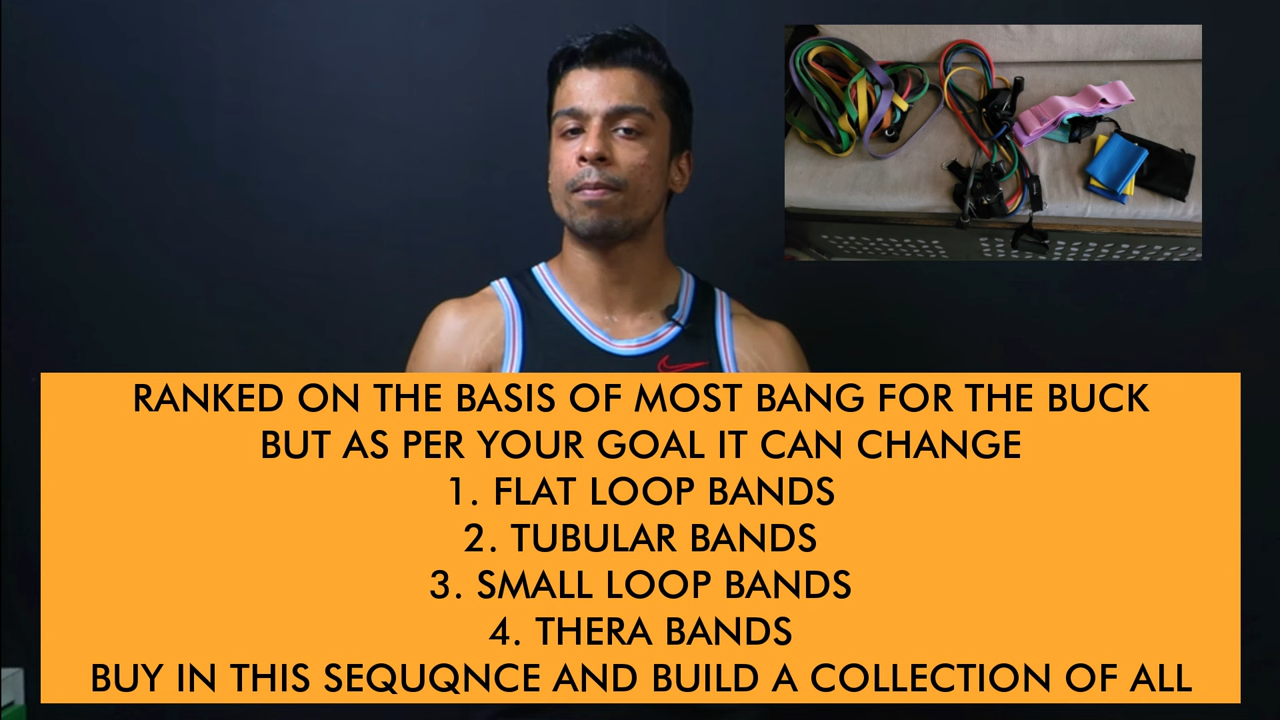 RANKED ON THE BASIS OF MOST BANG FOR THE BUCK
BUT AS PER YOUR GOAL IT CAN CHANGE
1. FLAT LOOP BANDS
2. TUBULAR BANDS
3. SMALL LOOP BANDS
4. THERA BANDS
BUY IN THIS SEQUQNCE AND BUILD A COLLECTION OF ALL